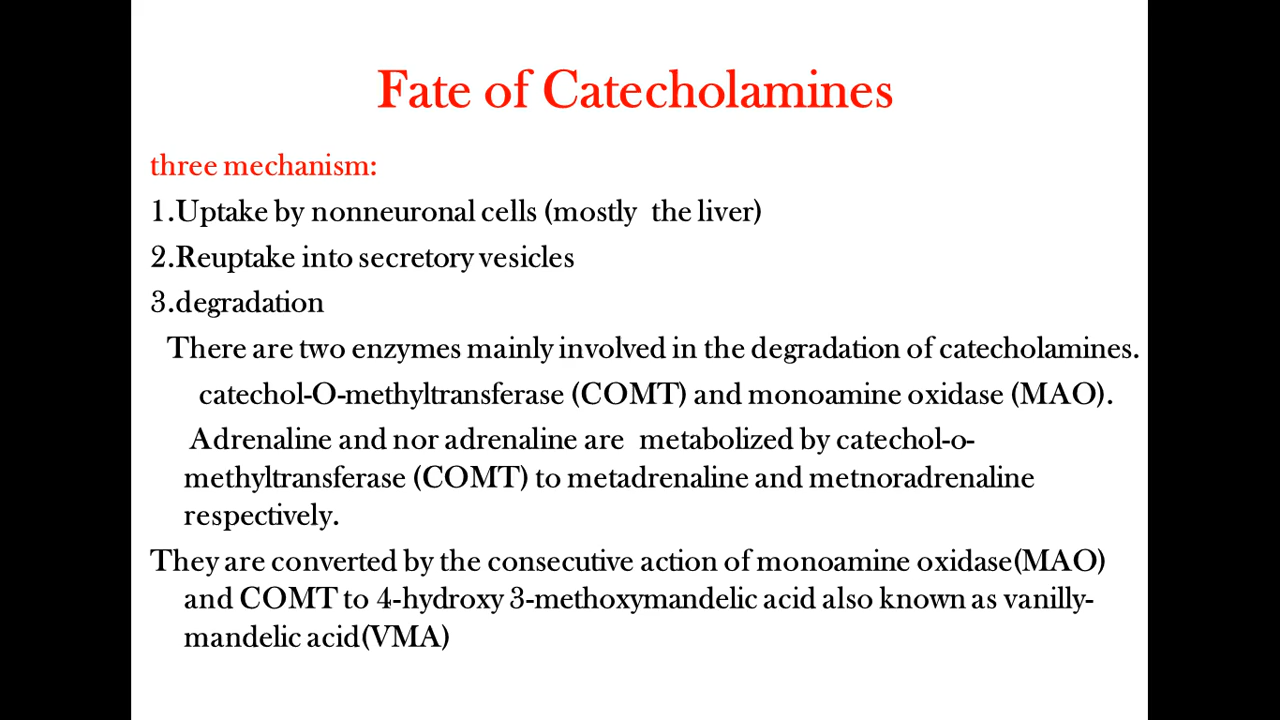 Fate of Catecholamines
three mechanism:
1.Uptake by nonneuronal cells (mostly the liver)
2.Reuptake into secretory vesicles
3.degradation
There are two enzymes mainly involved in the degradation of catecholamines.
catechol-O-methyltransferase (COMT) and monoamine oxidase (MAO).
Adrenaline and nor adrenaline are metabolized by catechol-o-
methyltransferase (COMT) to metadrenaline and metnoradrenaline
respectively.
They are converted by the consecutive action of monoamine oxidase(MAO)
and COMT to 4-hydroxy 3-methoxymandelic acid also known as vanilly-
mandelic acid(VMA)